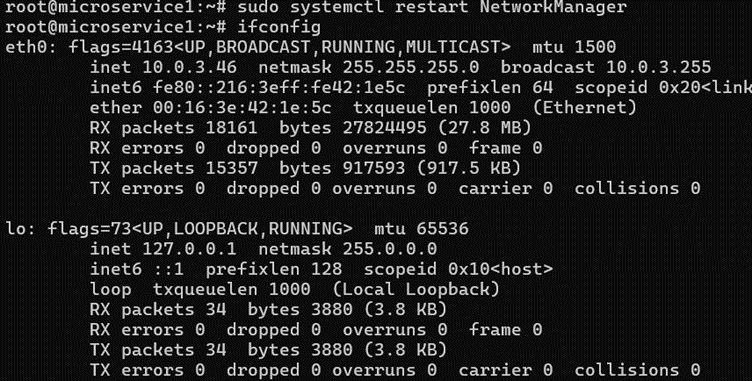 root@microservice1:~# sudo systemctl restart NetworkManager
root@microservice1:~# ifconfig
eth0: flags=4163<UP,BROADCAST,RUNNING,MULTICAST>  mtu 1500
        inet 10.0.3.46  netmask 255.255.255.0  broadcast 10.0.3.255
        inet6 fe80::216:3eff:fe42:1e5c  prefixlen 64  scopeid 0x20<link
        ether 00:16:3e:42:1e:5c  txqueuelen 1000  (Ethernet)
        RX packets 18161  bytes 27824495 (27.8 MB)
        RX errors 0  dropped 0  overruns 0  frame 0
        TX packets 15357  bytes 917593 (917.5 KB)
        TX errors 0  dropped 0 overruns 0  carrier 0  collisions 0

lo: flags=73<UP,LOOPBACK,RUNNING>  mtu 65536
        inet 127.0.0.1  netmask 255.0.0.0
        inet6 ::1  prefixlen 128  scopeid 0x10<host>
        loop  txqueuelen 1000  (Local Loopback)
        RX packets 34  bytes 3880 (3.8 KB)
        RX errors 0  dropped 0  overruns 0  frame 0
        TX packets 34  bytes 3880 (3.8 KB)
        TX errors 0  dropped 0 overruns 0  carrier 0  collisions 0